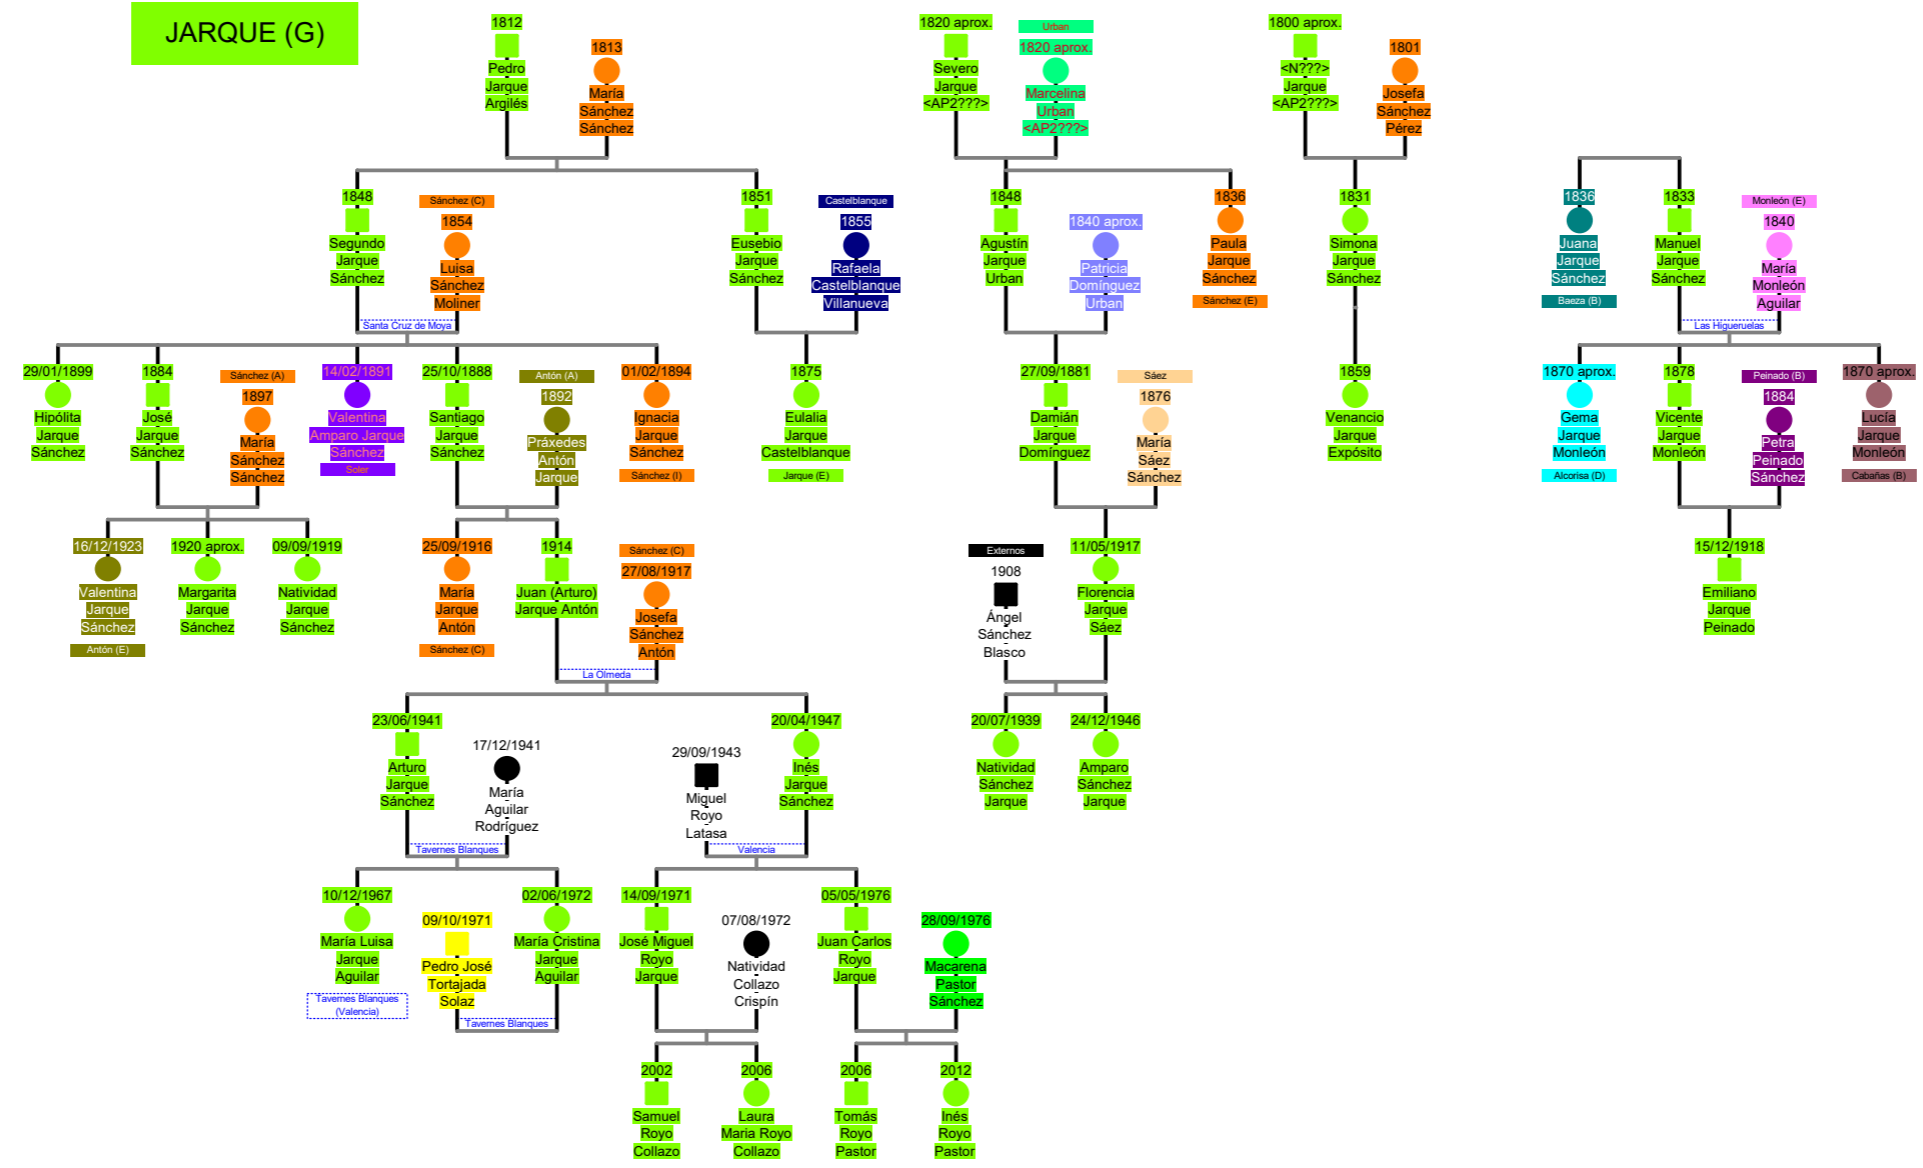 JARQUE (G)
1812
Pedro
Jarque
Argilés
1813
María
Sánchez
Sánchez
1820 aprox.
Severo
Jarque
<AP2???>
Urban
1820 aprox.
Marcelina
Urban
<AP2???>
1800 aprox.
<N???>
Jarque
<AP2???>
1801
Josefa
Sánchez
Pérez
1848
Segundo
Jarque
Sánchez
Sánchez (C)
1854
Luisa
Sánchez
Moliner
Santa Cruz de Moya
1851
Eusebio
Jarque
Sánchez
Castelblanque
1855
Rafaela
Castelblanque
Villanueva
1848
Agustín
Jarque
Urban
1840 aprox.
Patricia
Domínguez
Urban
1836
Paula
Jarque
Sánchez
Sánchez (E)
1831
Simona
Jarque
Sánchez
1836
Juana
Jarque
Sánchez
Baeza (B)
1833
Manuel
Jarque
Sánchez
Monleón (E)
1840
María
Monleón
Aguilar
Las Higueruelas
29/01/1899
Hipólita
Jarque
Sánchez
1884
José
Jarque
Sánchez
Sánchez (A)
1897
María
Sánchez
Sánchez
14/02/1891
Valentina
Amparo Jarque
Sánchez
Soler
25/10/1888
Santiago
Jarque
Sánchez
Antón (A)
1892
Práxedes
Antón
Jarque
01/02/1894
Ignacia
Jarque
Sánchez
Sánchez (I)
1875
Eulalia
Jarque
Castelblanque
Jarque (E)
27/09/1881
Damián
Jarque
Domínguez
Sáez
1876
María
Sáez
Sánchez
1859
Venancio
Jarque
Expósito
1870 aprox.
Gema
Jarque
Monleón
Alcorisa (D)
1878
Vicente
Jarque
Monleón
Peinado (B)
1884
Petra
Peinado
Sánchez
1870 aprox.
Lucía
Jarque
Monleón
Cabañas (B)
16/12/1923
Valentina
Jarque
Sánchez
Antón (E)
1920 aprox.
Margarita
Jarque
Sánchez
09/09/1919
Natividad
Jarque
Sánchez
25/09/1916
María
Jarque
Antón
Sánchez (C)
1914
Juan (Arturo)
Jarque Antón
Sánchez (C)
27/08/1917
Josefa
Sánchez
Antón
La Olmeda
Externos
1908
Ángel
Sánchez
Blasco
11/05/1917
Florencia
Jarque
Sáez
15/12/1918
Emiliano
Jarque
Peinado
23/06/1941
Arturo
Jarque
Sánchez
17/12/1941
María
Aguilar
Rodríguez
Tavernes Blanques
29/09/1943
Miguel
Royo
Latasa
20/04/1947
Inés
Jarque
Sánchez
Valencia
20/07/1939
Natividad
Sánchez
Jarque
24/12/1946
Amparo
Sánchez
Jarque
10/12/1967
María Luisa
Jarque
Aguilar
Tavernes Blanques
(Valencia)
09/10/1971
Pedro José
Tortajada
Solaz
02/06/1972
María Cristina
Jarque
Aguilar
Tavernes Blanques
14/09/1971
José Miguel
Royo
Jarque
07/08/1972
Natividad
Collazo
Crispín
05/05/1976
Juan Carlos
Royo
Jarque
28/09/1976
Macarena
Pastor
Sánchez
2002
Samuel
Royo
Collazo
2006
Laura
María Royo
Collazo
2006
Tomás
Royo
Pastor
2012
Inés
Royo
Pastor